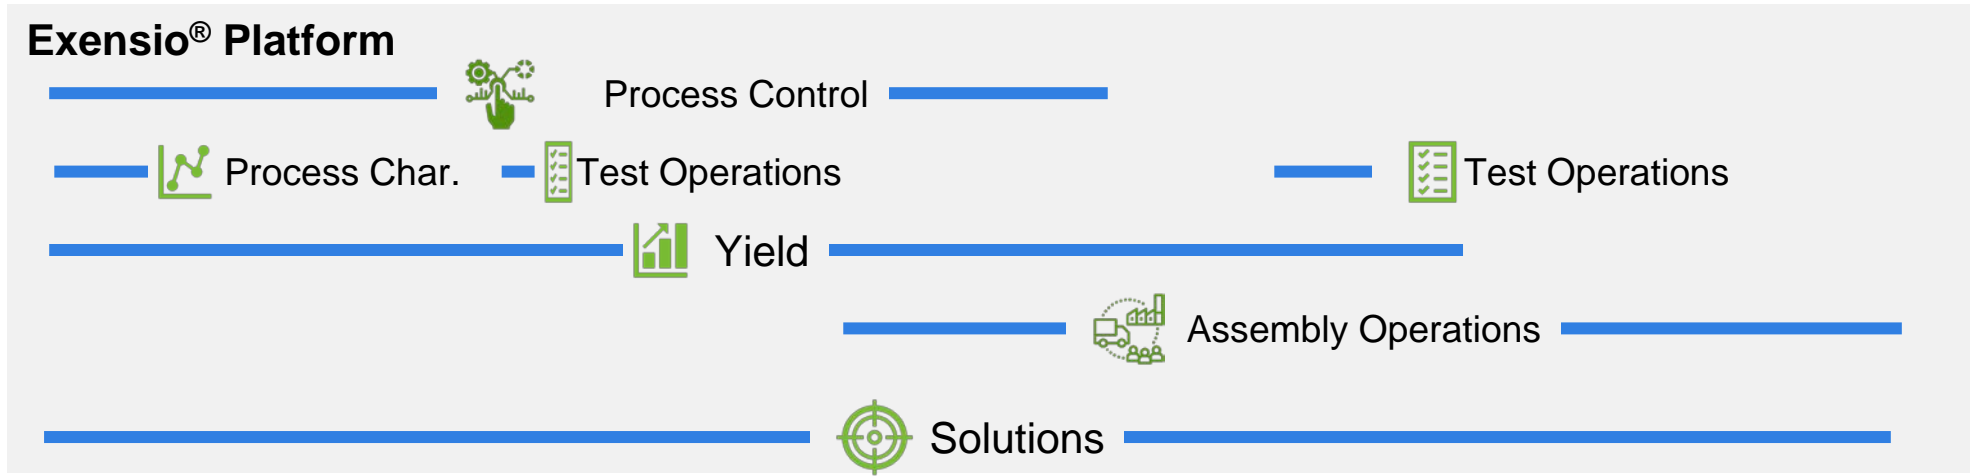 Exensio® Platform
Process Control
Process Char. Test Operations Test Operations
Yield
Assembly Operations
Solutions